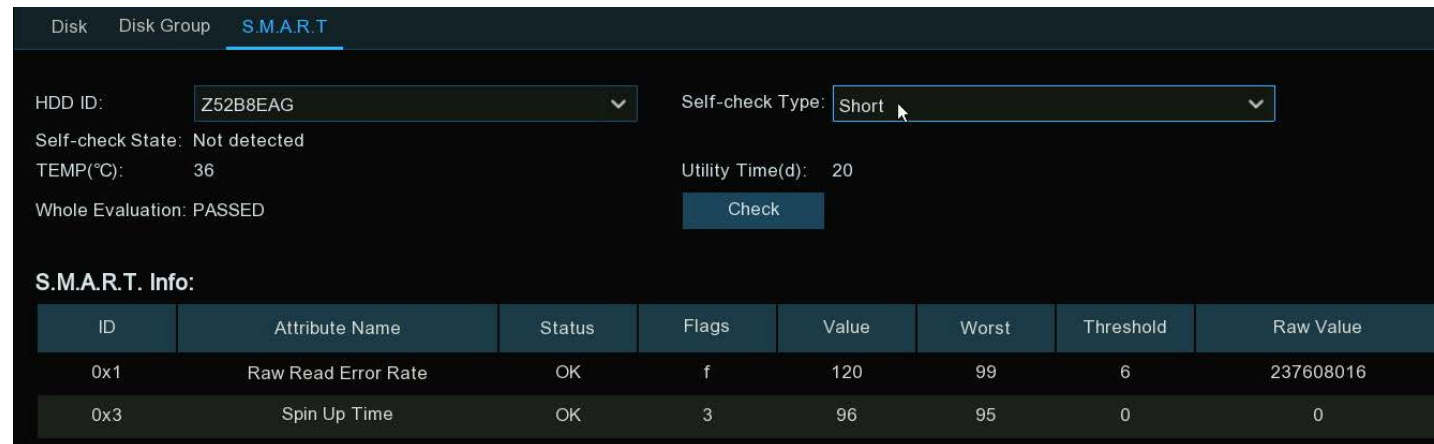 Disk Disk Group S.M.A.R.T
HDD ID: Z52B8EAG Self-check Type: Short
Self-check State: Not detected
TEMP(℃): 36 Utility Time(d): 20
Whole Evaluation: PASSED Check
S.M.A.R.T. Info:
ID Attribute Name Status Flags Value Worst Threshold Raw Value
0x1 Raw Read Error Rate OK f 120 99 6 237608016
0x3 Spin Up Time OK 3 96 95 0 0